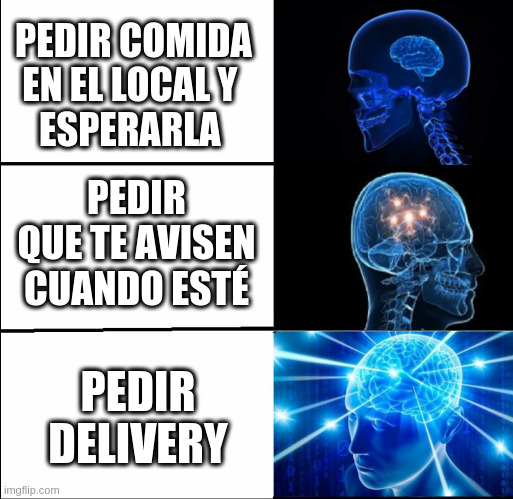 PEDIR COMIDA
EN EL LOCAL Y
ESPERARLA
PEDIR
QUE TE AVISEN
CUANDO ESTÉ
PEDIR
DELIVERY
imgflip.com